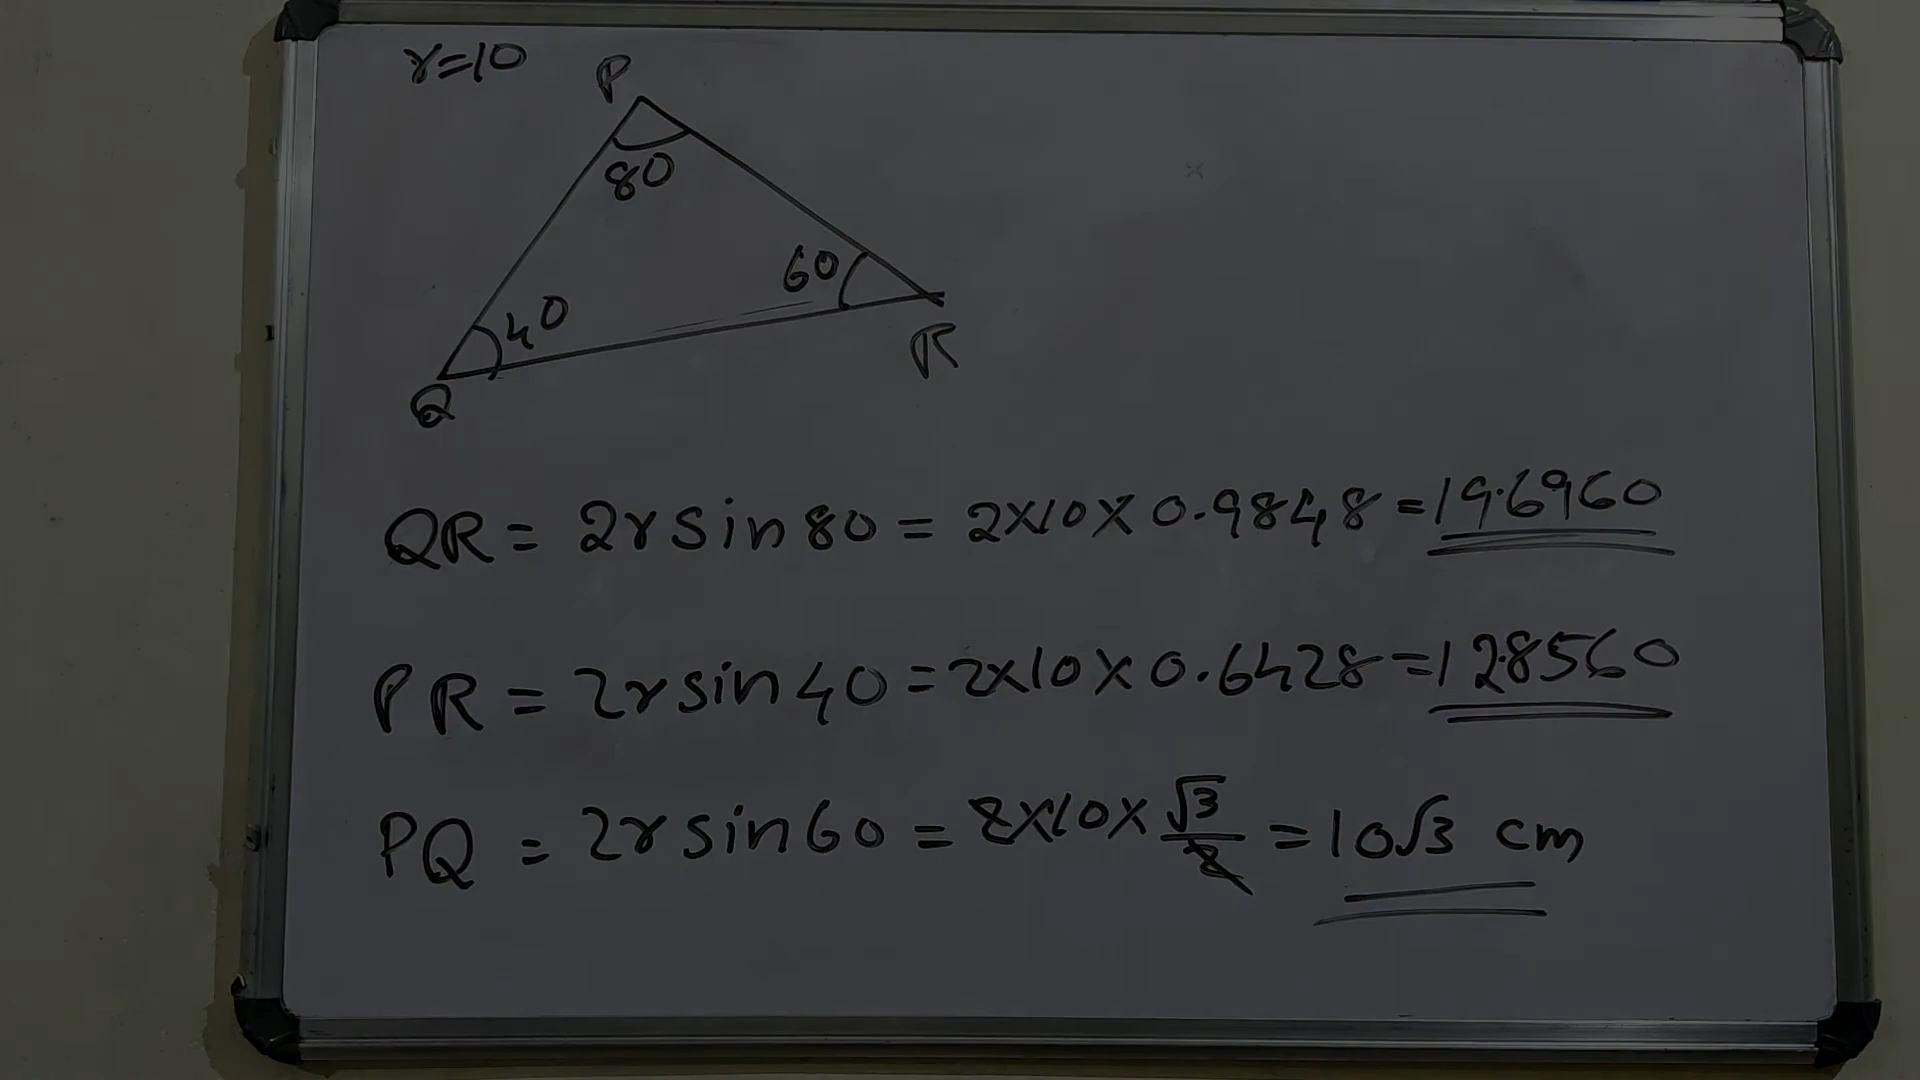 r=10
P
80
60
40
R
Q
QR = 2r sin 80 = 2×10×0.9848 = 19.6960
PR = 2r sin 40 = 2×10×0.6428 = 12.8560
PQ = 2r sin 60 = 2×10×√3/2 = 10√3 cm